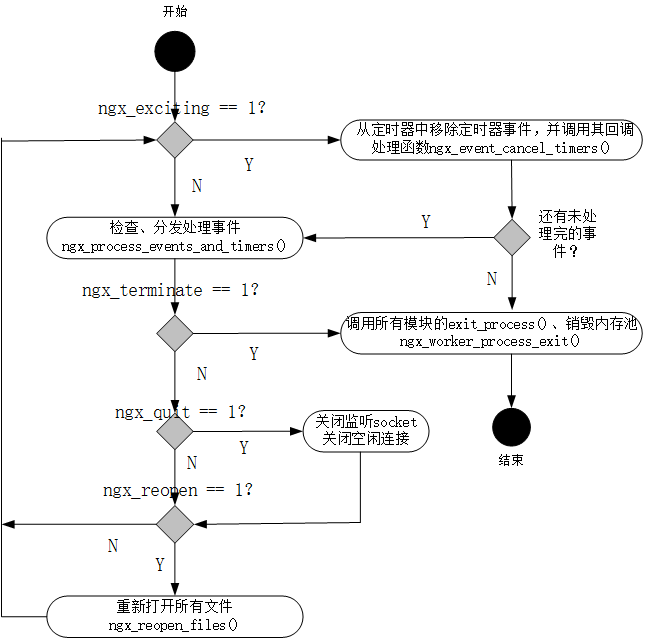 开始
ngx_exciting == 1?
从定时器中移除定时器事件，并调用其回调
处理函数ngx_event_cancel_timers()
Y
N
检查、分发处理事件
ngx_process_events_and_timers()
Y
还有未处
理完的事
件？
N
ngx_terminate == 1?
调用所有模块的exit_process()、销毁内存池
ngx_worker_process_exit()
Y
N
ngx_quit == 1?
关闭监听socket
关闭空闲连接
Y
N
结束
ngx_reopen == 1?
N
Y
重新打开所有文件
ngx_reopen_files()